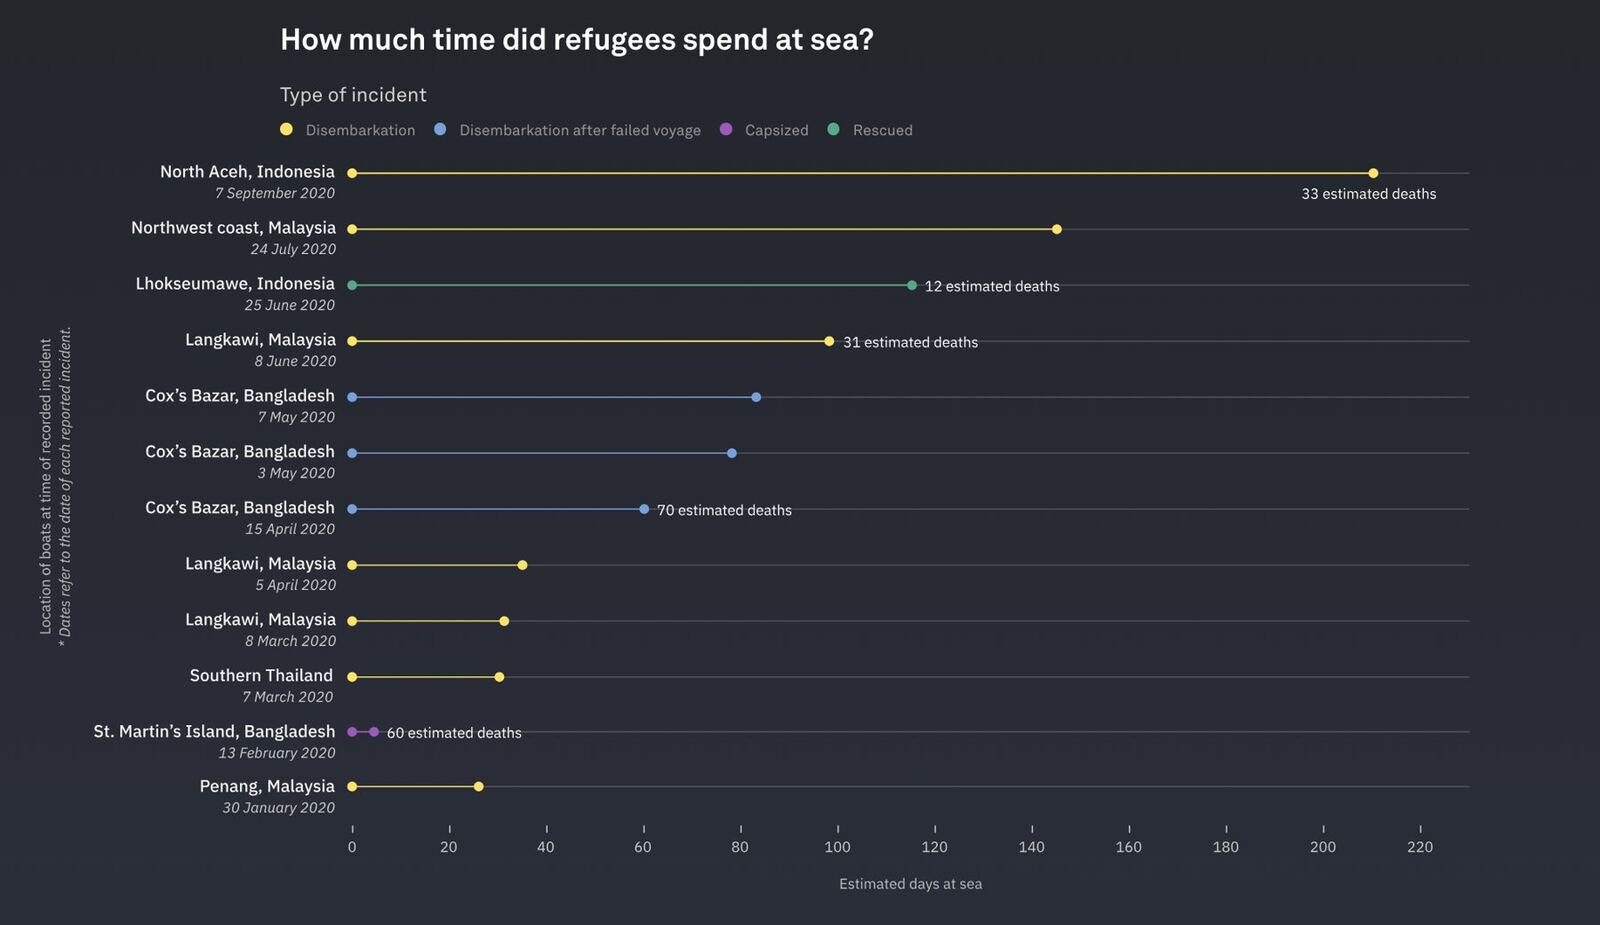 How much time did refugees spend at sea?
Type of incident
Disembarkation
Disembarkation after failed voyage
Capsized
Rescued
Location of boats at time of recorded incident
* Dates refer to the date of each reported incident.
North Aceh, Indonesia
7 September 2020
33 estimated deaths
Northwest coast, Malaysia
24 July 2020
Lhokseumawe, Indonesia
25 June 2020
12 estimated deaths
Langkawi, Malaysia
8 June 2020
31 estimated deaths
Cox’s Bazar, Bangladesh
7 May 2020
Cox’s Bazar, Bangladesh
3 May 2020
Cox’s Bazar, Bangladesh
15 April 2020
70 estimated deaths
Langkawi, Malaysia
5 April 2020
Langkawi, Malaysia
8 March 2020
Southern Thailand
7 March 2020
St. Martin’s Island, Bangladesh
13 February 2020
60 estimated deaths
Penang, Malaysia
30 January 2020
0 20 40 60 80 100 120 140 160 180 200 220
Estimated days at sea